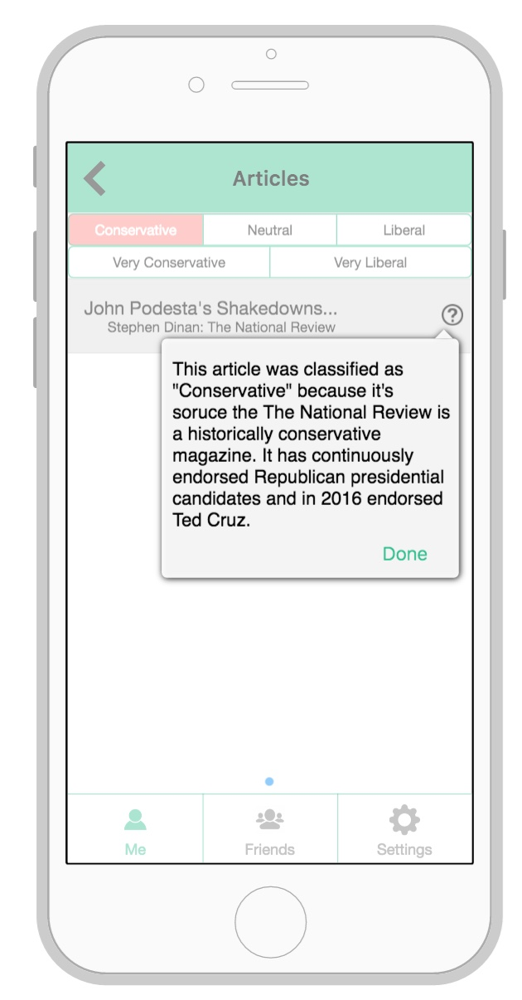 Articles
Conservative Neutral Liberal
Very Conservative Very Liberal
John Podesta's Shakedowns...
Stephen Dinan: The National Review
?
This article was classified as
"Conservative" because it's
soruce the The National Review is
a historically conservative
magazine. It has continuously
endorsed Republican presidential
candidates and in 2016 endorsed
Ted Cruz.
Done
Me Friends Settings